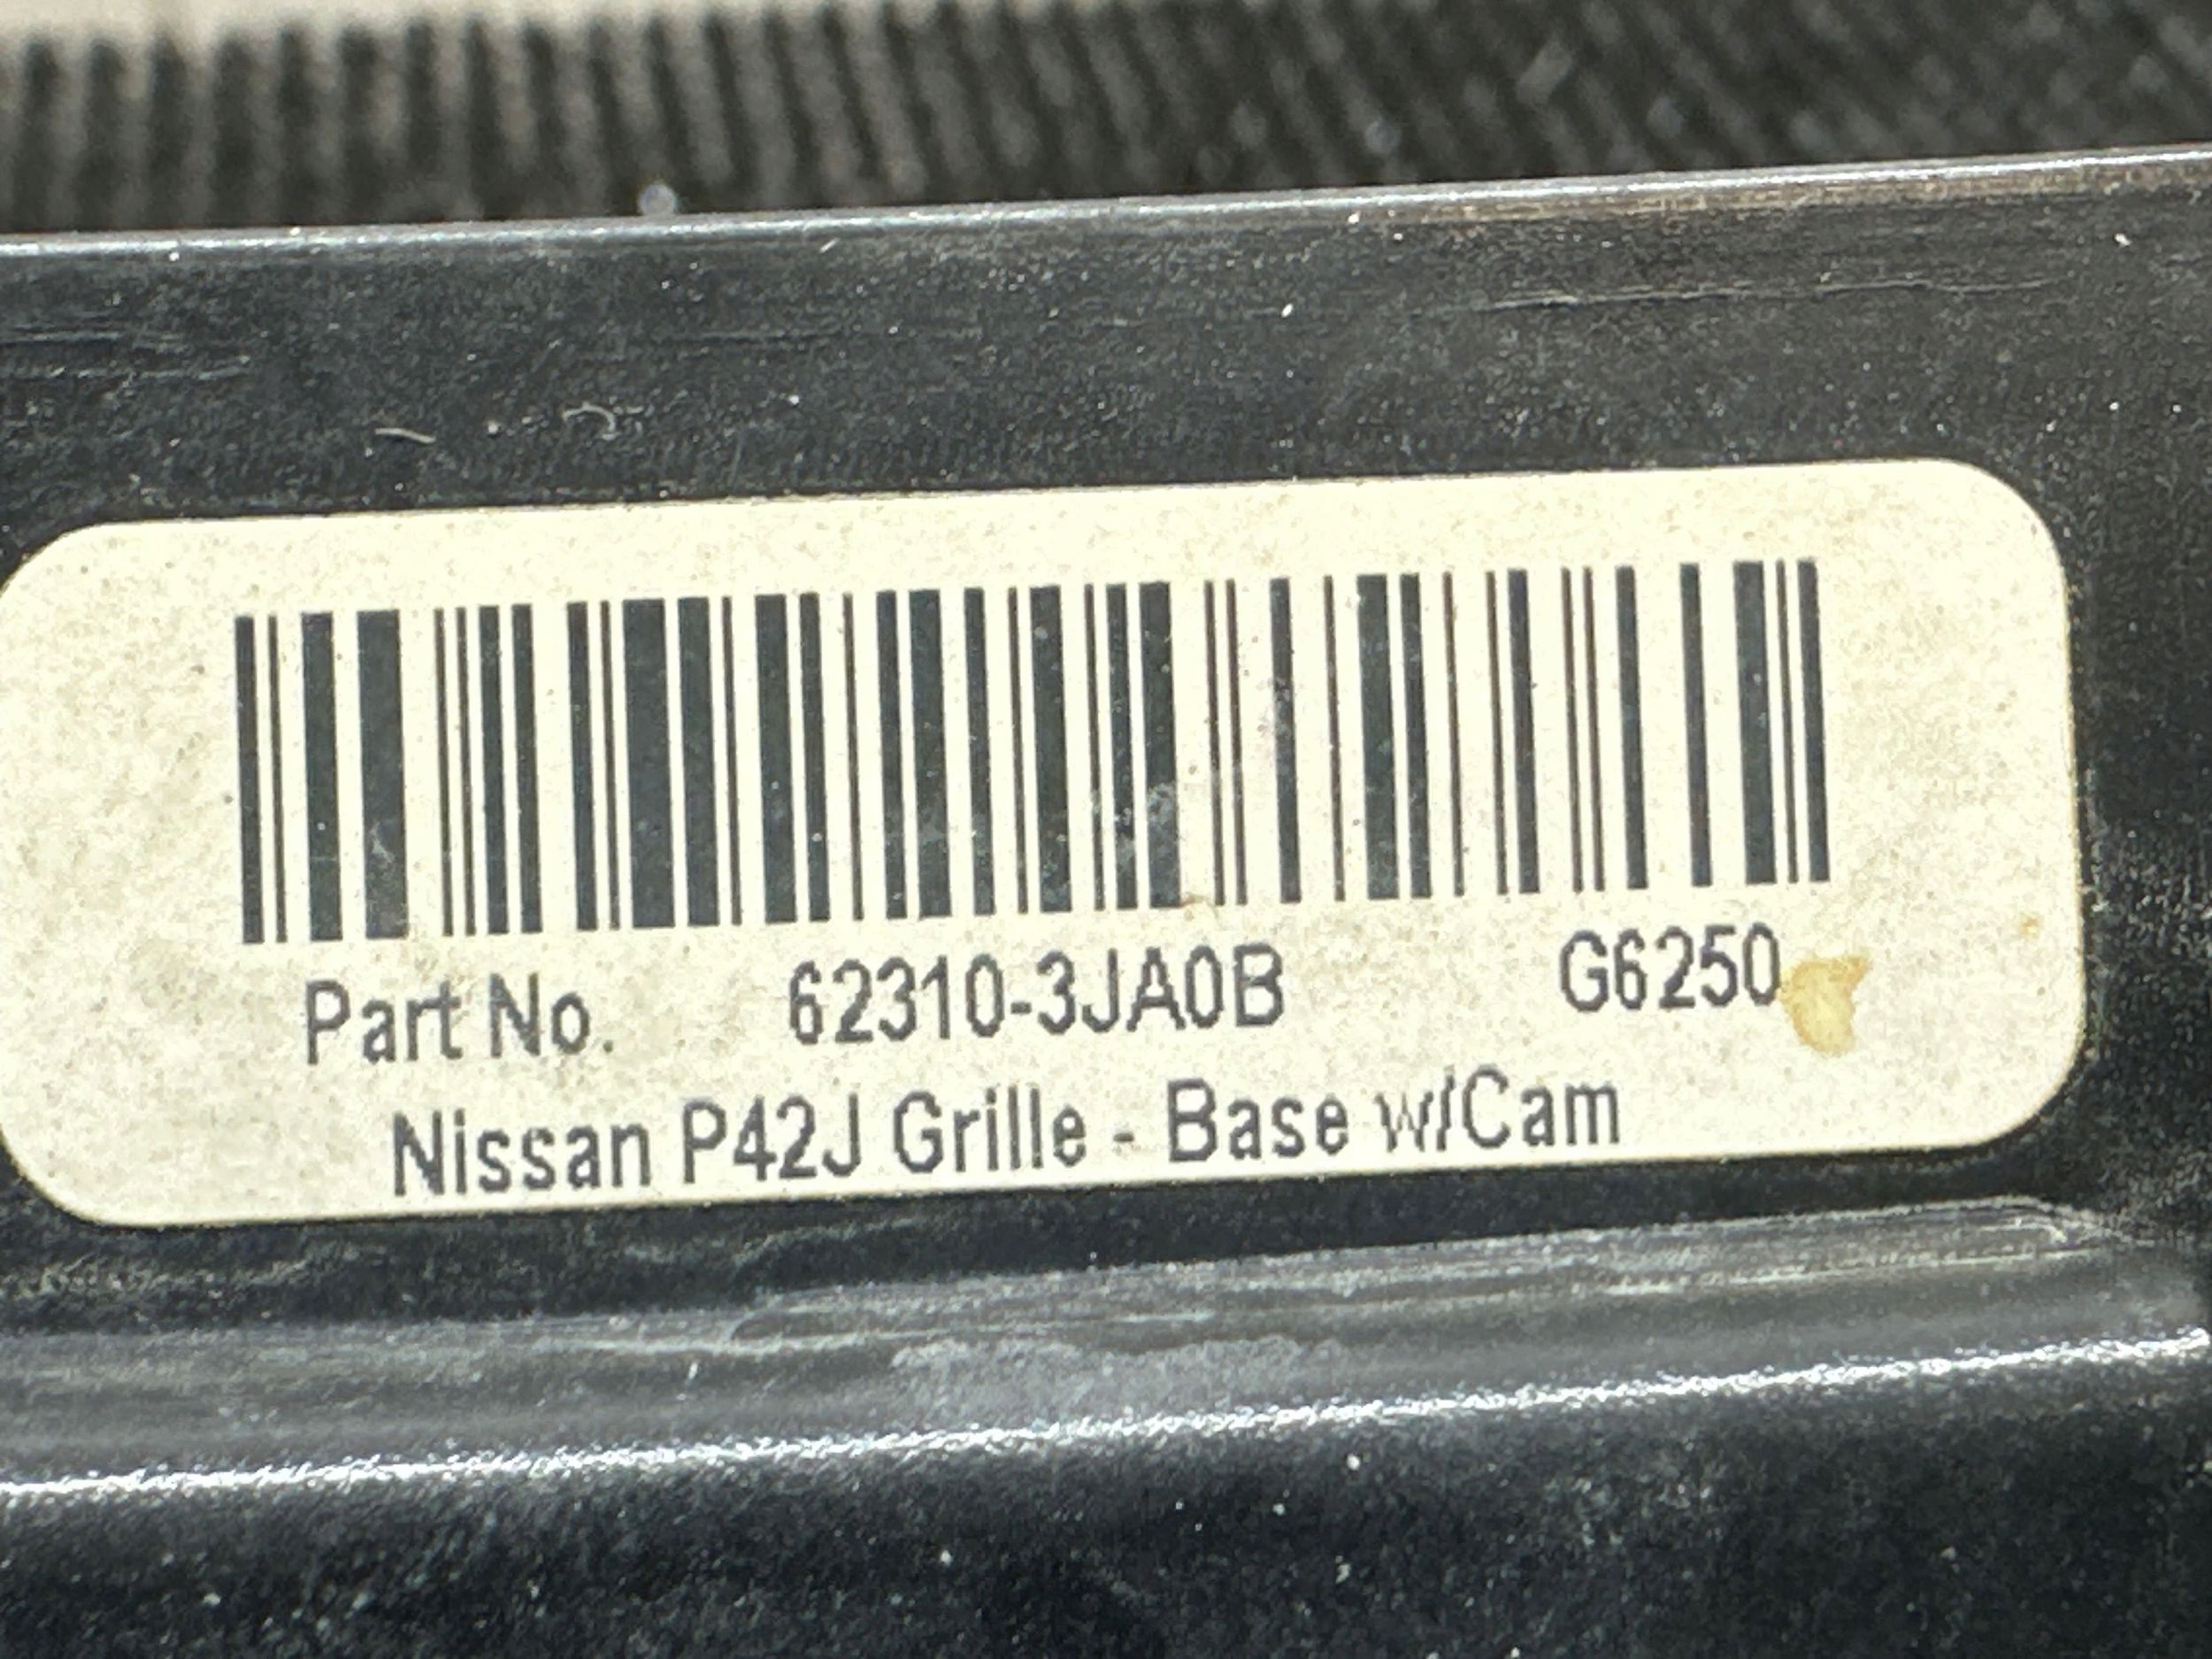 Part No. 62310-3JA0B G6250
Nissan P42J Grille - Base w/Cam